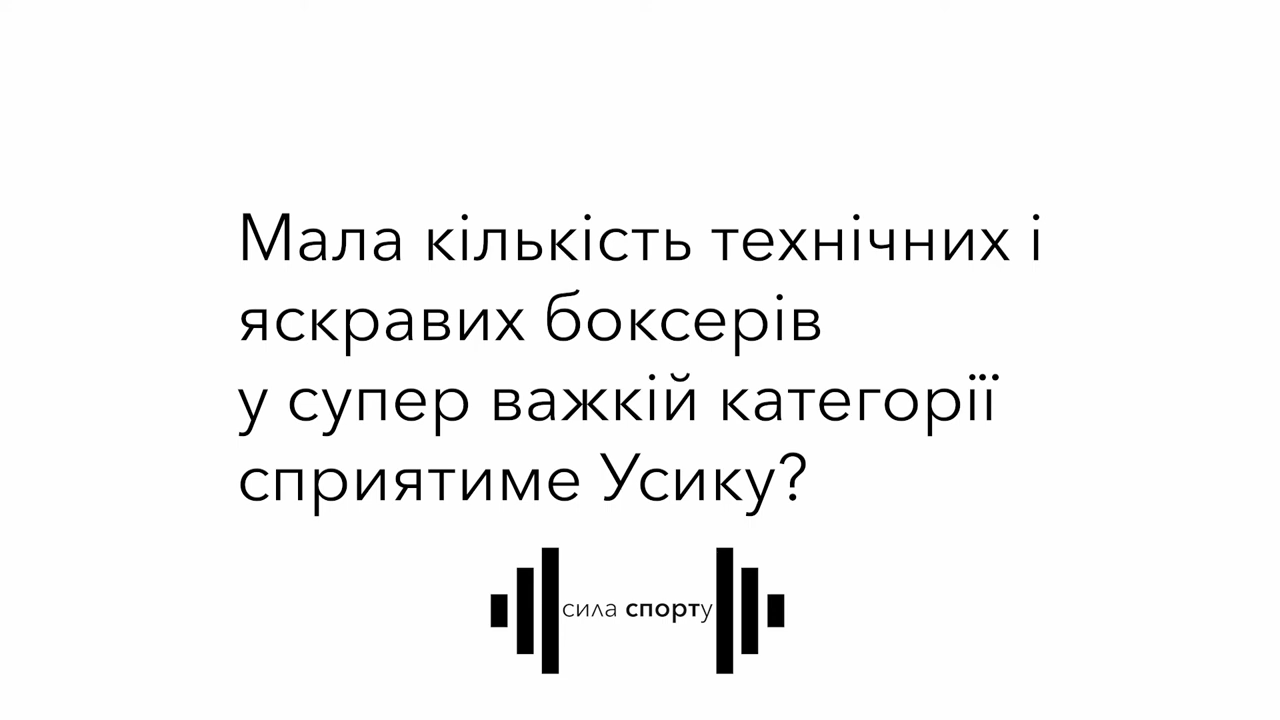 Мала кількість технічних і
яскравих боксерів
у супер важкій категорії
сприятиме Усику?
сила спорту